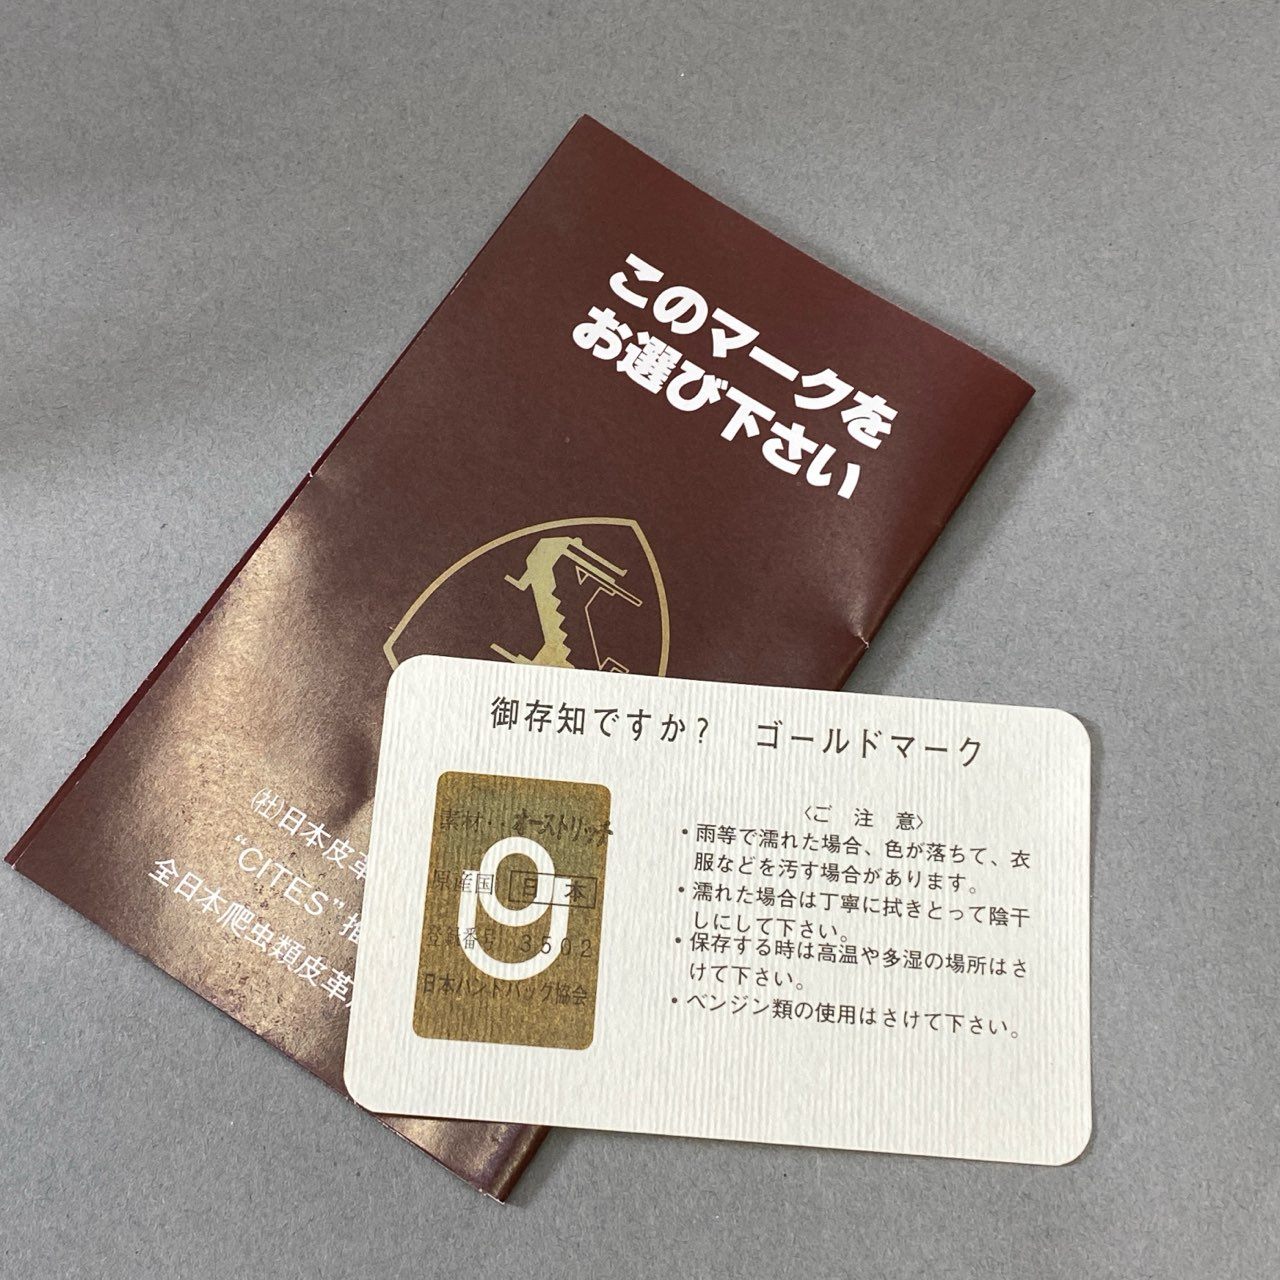 このマークを
お選び下さい
㈳日本皮革
“CITES”推
全日本爬虫類皮革
御存知ですか? ゴールドマーク
素材・・オーストリッチ
原産国 日本
登録番号 3502
日本ハンドバッグ協会
〈ご注意〉
・雨等で濡れた場合、色が落ちて、衣
服などを汚す場合があります。
・濡れた場合は丁寧に拭きとって陰干
しにして下さい。
・保存する時は高温や多湿の場所はさ
けて下さい。
・ベンジン類の使用はさけて下さい。